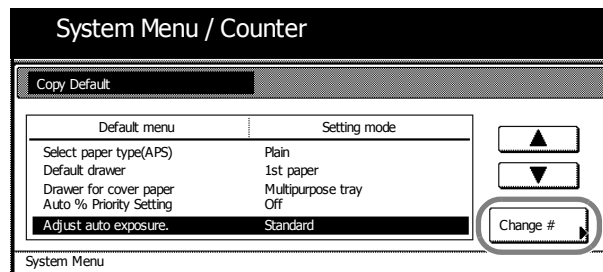 System Menu / Counter
Copy Default
Default menu Setting mode
Select paper type(APS) Plain
Default drawer 1st paper
Drawer for cover paper Multipurpose tray
Auto % Priority Setting Off
Adjust auto exposure. Standard
Change #
System Menu